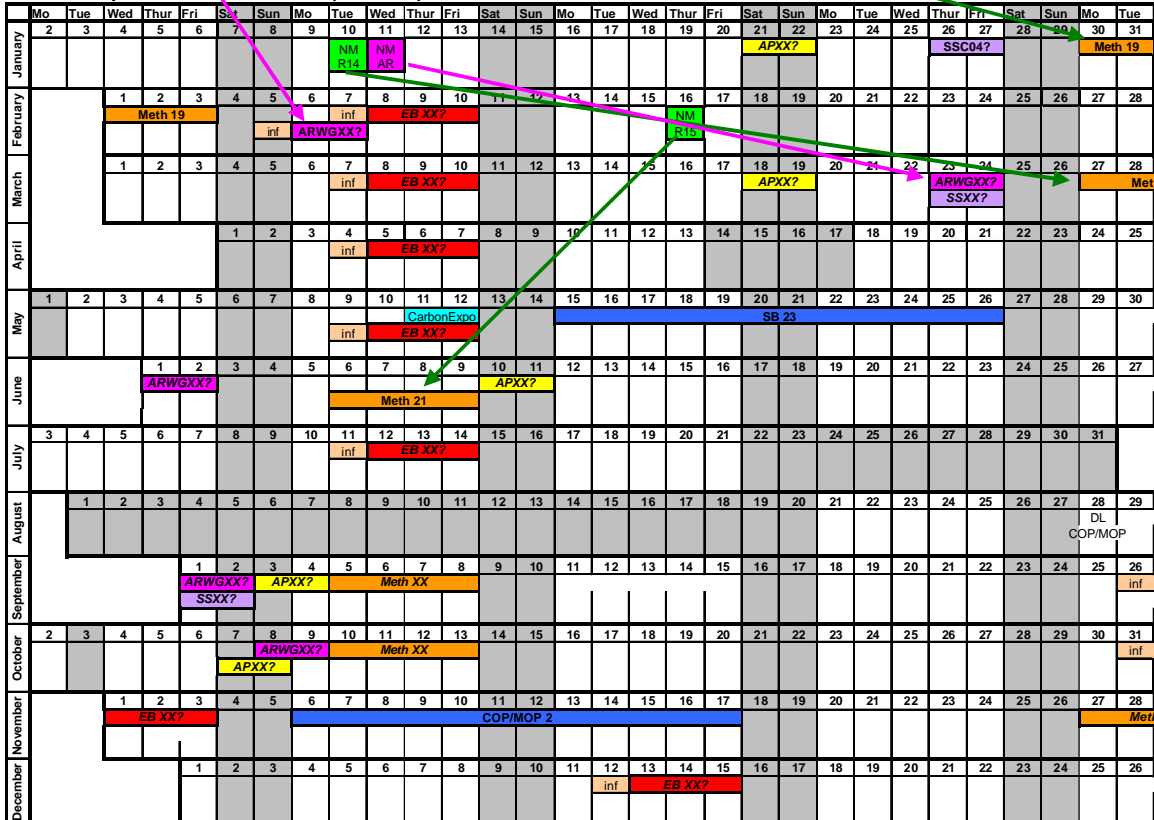 Mo Tue Wed Thur Fri Sat Sun Mo Tue Wed Thur Fri Sat Sun Mo Tue Wed Thur Fri Sat Sun Mo Tue Wed Thur Fri Sat Sun Mo Tue
January
2 3 4 5 6 7 8 9 10 11 12 13 14 15 16 17 18 19 20 21 22 23 24 25 26 27 28 29 30 31
NM NM APXX? SSC04? Meth 19
R14 AR
February
1 2 3 4 5 6 7 8 9 10 11 12 13 14 15 16 17 18 19 20 21 22 23 24 25 26 27 28
Meth 19 inf EB XX? NM
inf ARWGXX? R15
March
1 2 3 4 5 6 7 8 9 10 11 12 13 14 15 16 17 18 19 20 21 22 23 24 25 26 27 28
inf EB XX? APXX? ARWGXX? Met
SSXX?
April
1 2 3 4 5 6 7 8 9 10 11 12 13 14 15 16 17 18 19 20 21 22 23 24 25
inf EB XX?
May
1 2 3 4 5 6 7 8 9 10 11 12 13 14 15 16 17 18 19 20 21 22 23 24 25 26 27 28 29 30
CarbonExpo SB 23
inf EB XX?
June
1 2 3 4 5 6 7 8 9 10 11 12 13 14 15 16 17 18 19 20 21 22 23 24 25 26 27
ARWGXX? APXX?
Meth 21
July
3 4 5 6 7 8 9 10 11 12 13 14 15 16 17 18 19 20 21 22 23 24 25 26 27 28 29 30 31
inf EB XX?
August
1 2 3 4 5 6 7 8 9 10 11 12 13 14 15 16 17 18 19 20 21 22 23 24 25 26 27 28 29
DL
COP/MOP
September
1 2 3 4 5 6 7 8 9 10 11 12 13 14 15 16 17 18 19 20 21 22 23 24 25 26
ARWGXX? APXX? Meth XX inf
SSXX?
October
2 3 4 5 6 7 8 9 10 11 12 13 14 15 16 17 18 19 20 21 22 23 24 25 26 27 28 29 30 31
ARWGXX? Meth XX inf
APXX?
November
1 2 3 4 5 6 7 8 9 10 11 12 13 14 15 16 17 18 19 20 21 22 23 24 25 26 27 28
EB XX? COP/MOP 2 Meth
December
1 2 3 4 5 6 7 8 9 10 11 12 13 14 15 16 17 18 19 20 21 22 23 24 25 26
inf EB XX?